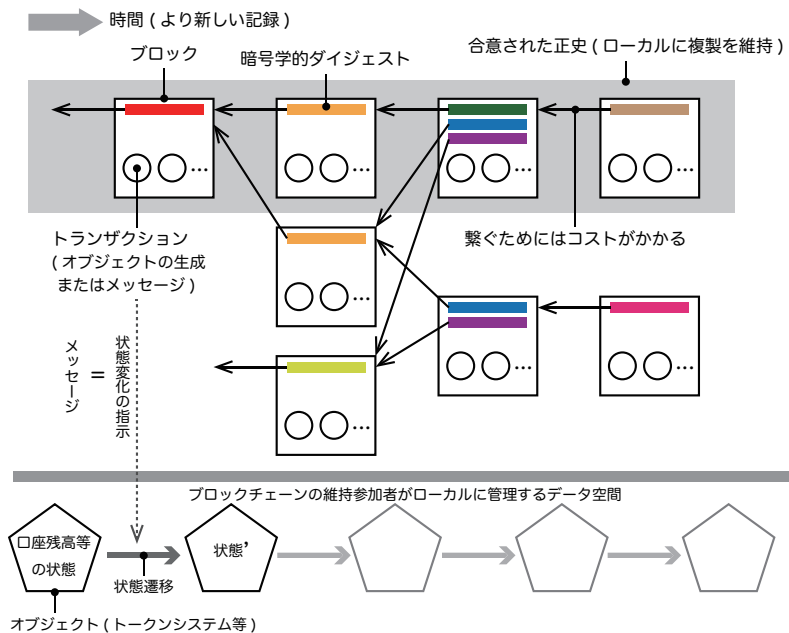 時間 ( より新しい記録 )
合意された正史 ( ローカルに複製を維持 )
ブロック
暗号学的ダイジェスト
...
...
...
...
トランザクション
( オブジェクトの生成
またはメッセージ )
繋ぐためにはコストがかかる
...
...
...
...
メッセージ
=
状態変化の指示
ブロックチェーンの維持参加者がローカルに管理するデータ空間
口座残高等
の状態
状態’
状態遷移
オブジェクト ( トークンシステム等 )